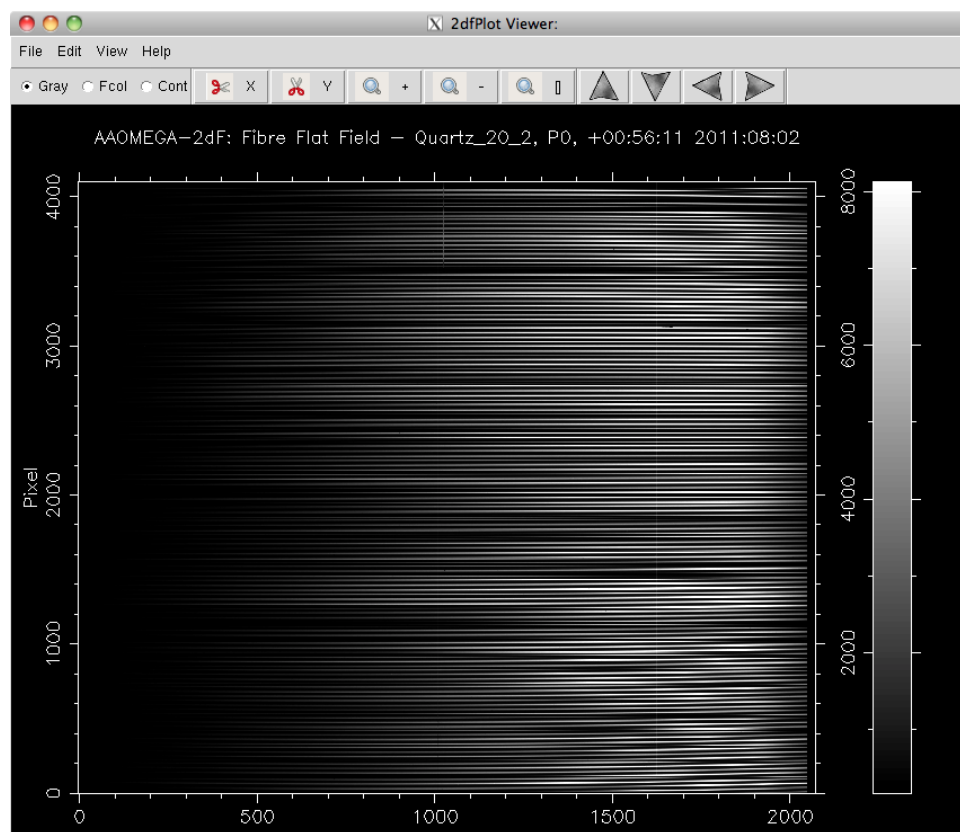 2dfPlot Viewer:
File Edit View Help
Gray Fcol Cont X Y + - []
AAOMEGA-2dF: Fibre Flat Field - Quartz_20_2, P0, +00:56:11 2011:08:02
4000
3000
2000
1000
0
Pixel
0 500 1000 1500 2000
8000
6000
4000
2000